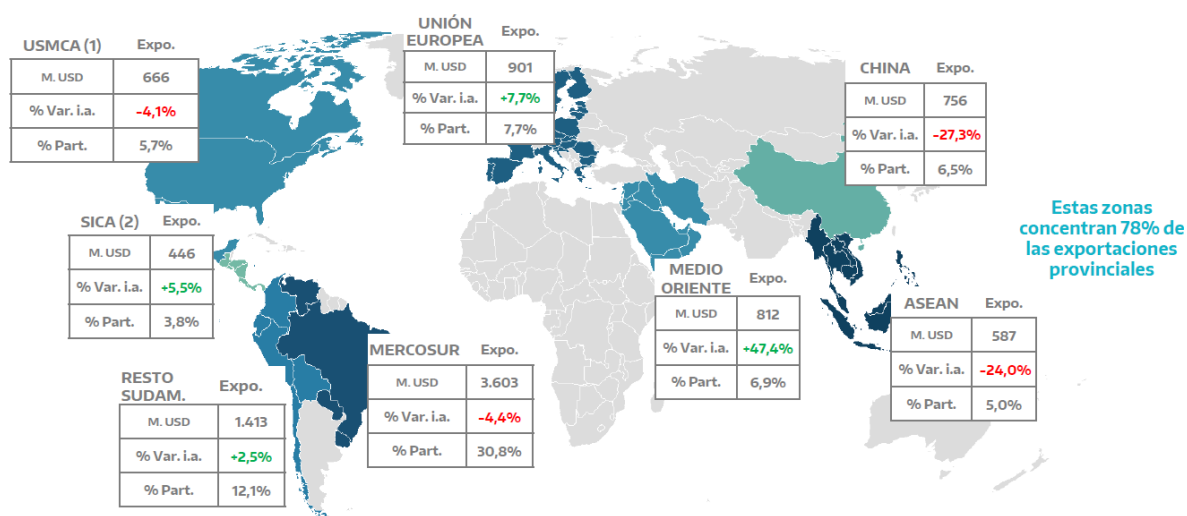 USMCA (1) Expo.
M. USD 666
% Var. i.a. -4,1%
% Part. 5,7%
UNIÓN
EUROPEA Expo.
M. USD 901
% Var. i.a. +7,7%
% Part. 7,7%
CHINA Expo.
M. USD 756
% Var. i.a. -27,3%
% Part. 6,5%
SICA (2) Expo.
M. USD 446
% Var. i.a. +5,5%
% Part. 3,8%
Estas zonas
concentran 78% de
las exportaciones
provinciales
MEDIO
ORIENTE Expo.
M. USD 812
% Var. i.a. +47,4%
% Part. 6,9%
ASEAN Expo.
M. USD 587
% Var. i.a. -24,0%
% Part. 5,0%
MERCOSUR Expo.
M. USD 3.603
% Var. i.a. -4,4%
% Part. 30,8%
RESTO
SUDAM. Expo.
M. USD 1.413
% Var. i.a. +2,5%
% Part. 12,1%